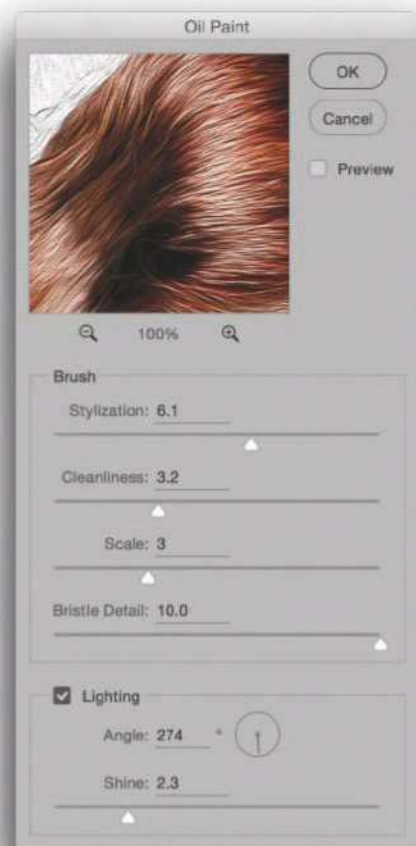 Oil Paint
OK
Cancel
Preview
100%
Brush
Stylization: 6.1
Cleanliness: 3.2
Scale: 3
Bristle Detail: 10.0
Lighting
Angle: 274 °
Shine: 2.3